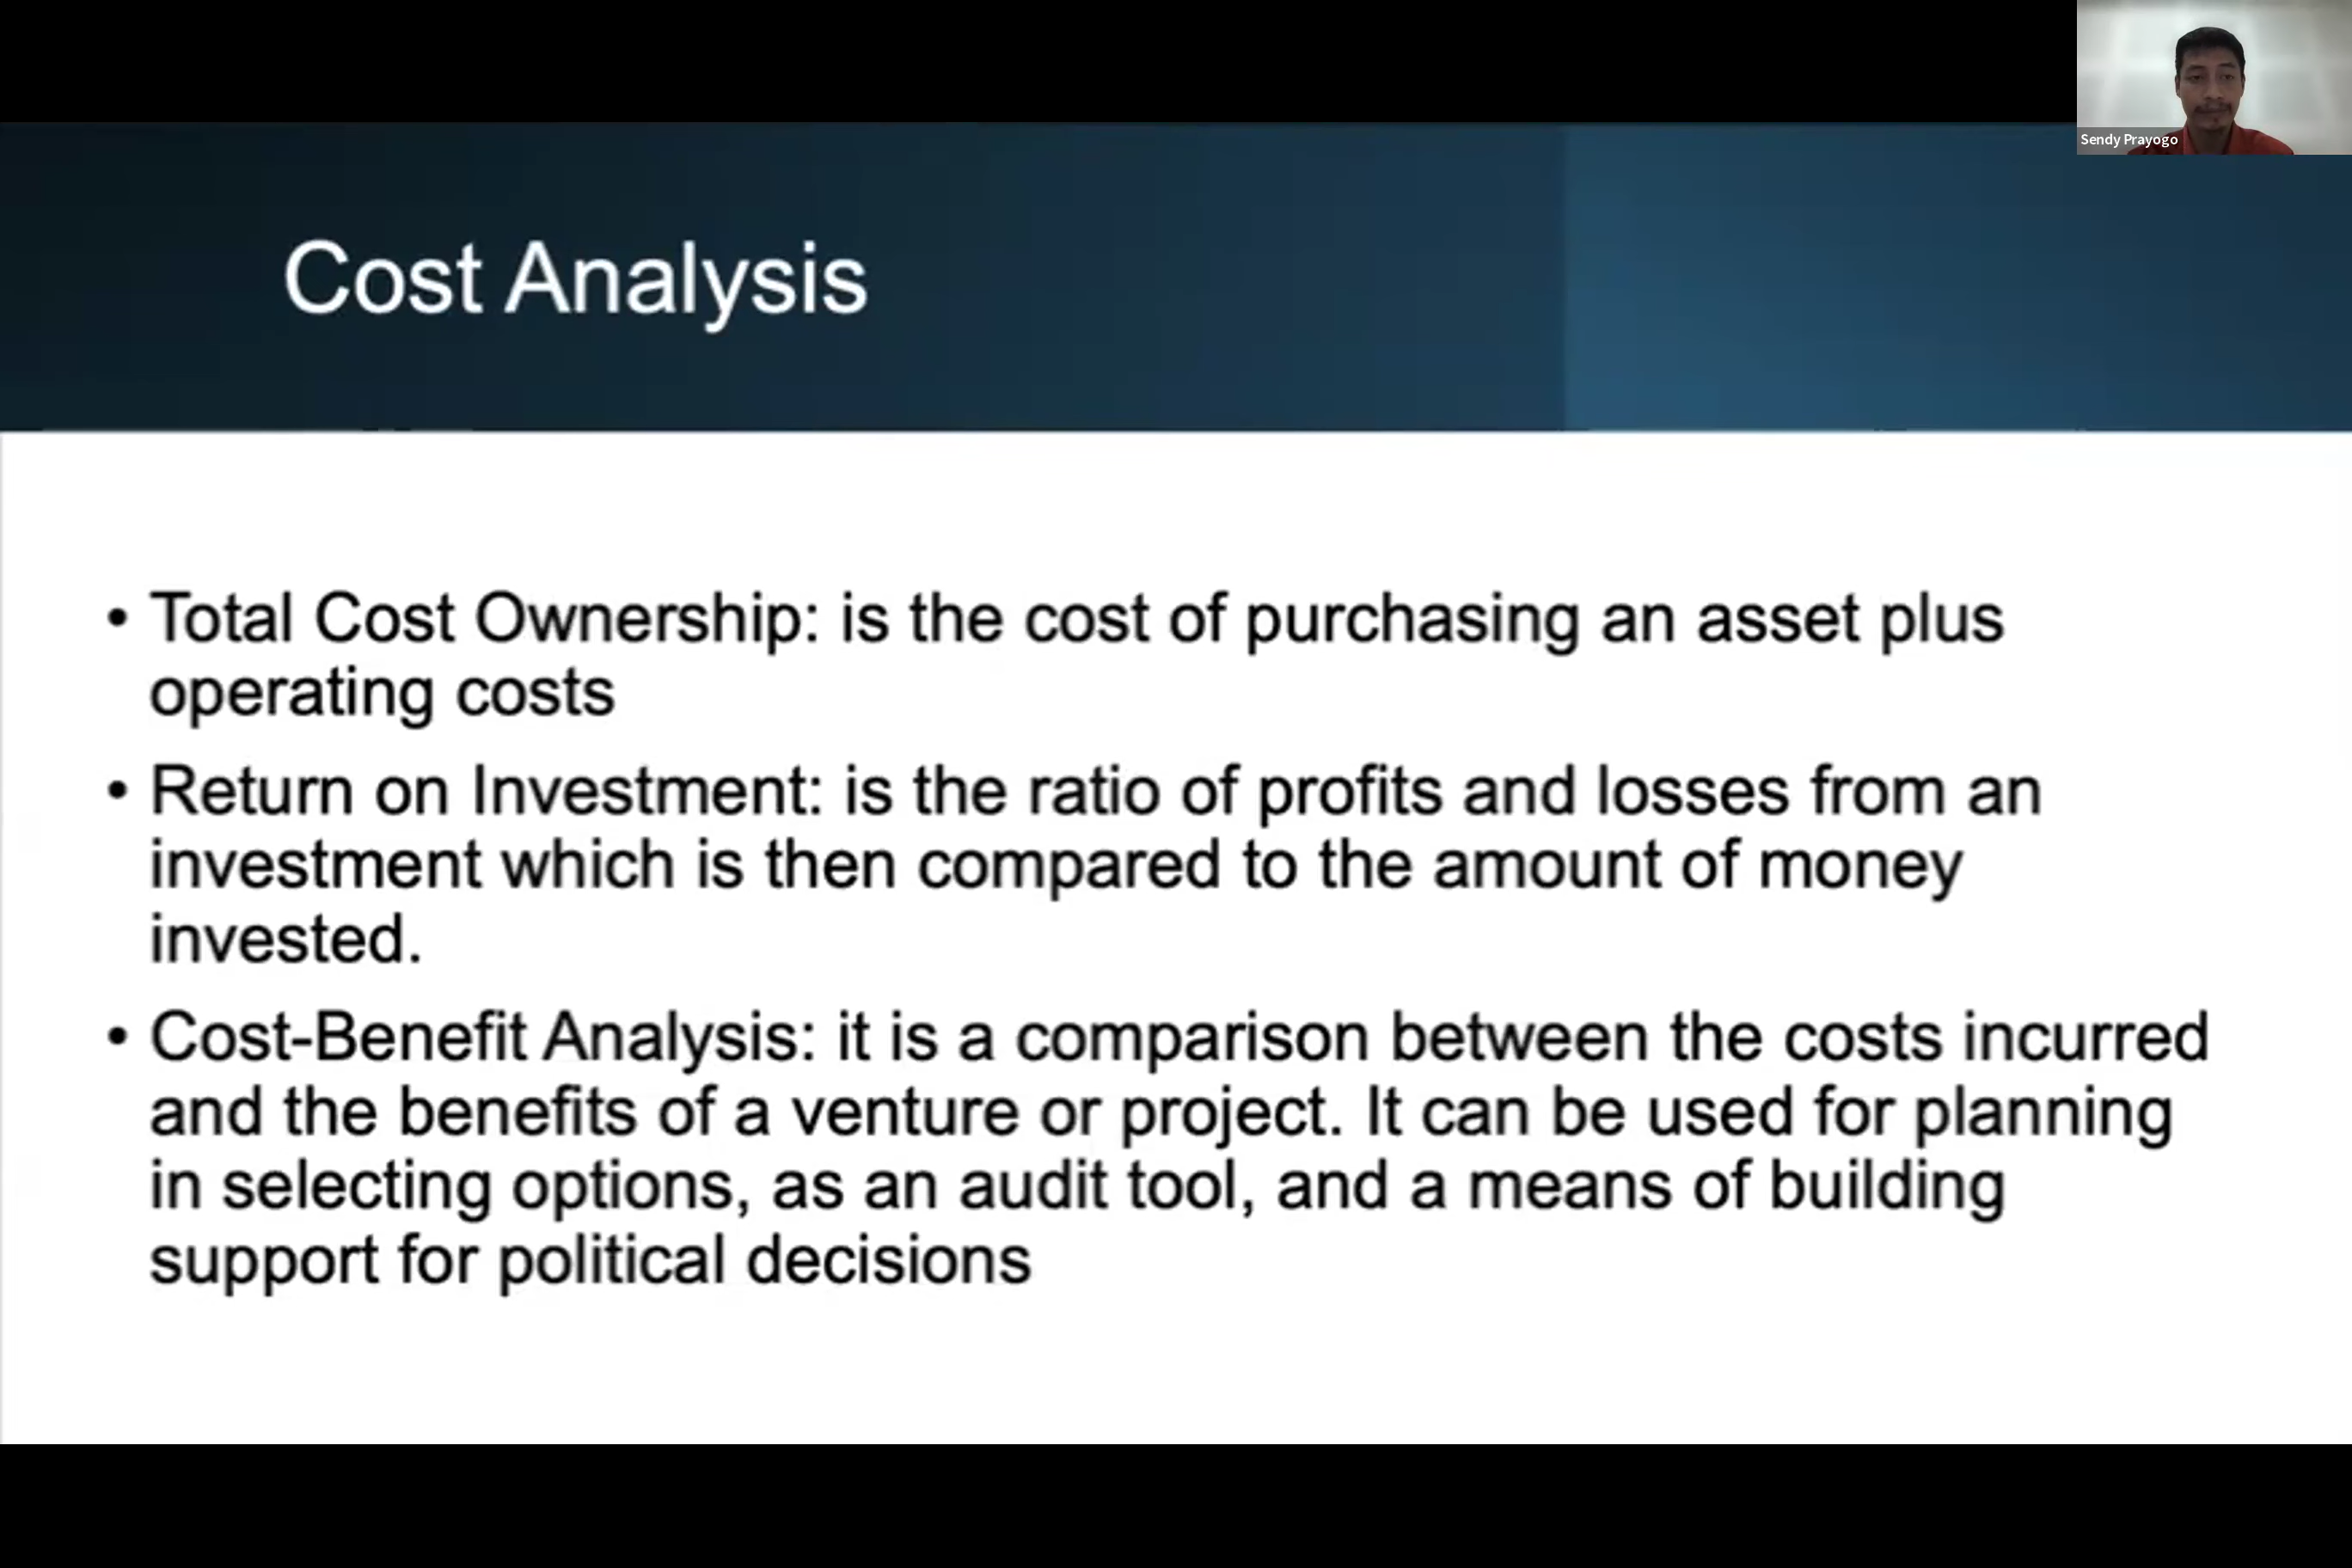 Sendy Prayogo
Cost Analysis
• Total Cost Ownership: is the cost of purchasing an asset plus
operating costs
• Return on Investment: is the ratio of profits and losses from an
investment which is then compared to the amount of money
invested.
• Cost-Benefit Analysis: it is a comparison between the costs incurred
and the benefits of a venture or project. It can be used for planning
in selecting options, as an audit tool, and a means of building
support for political decisions